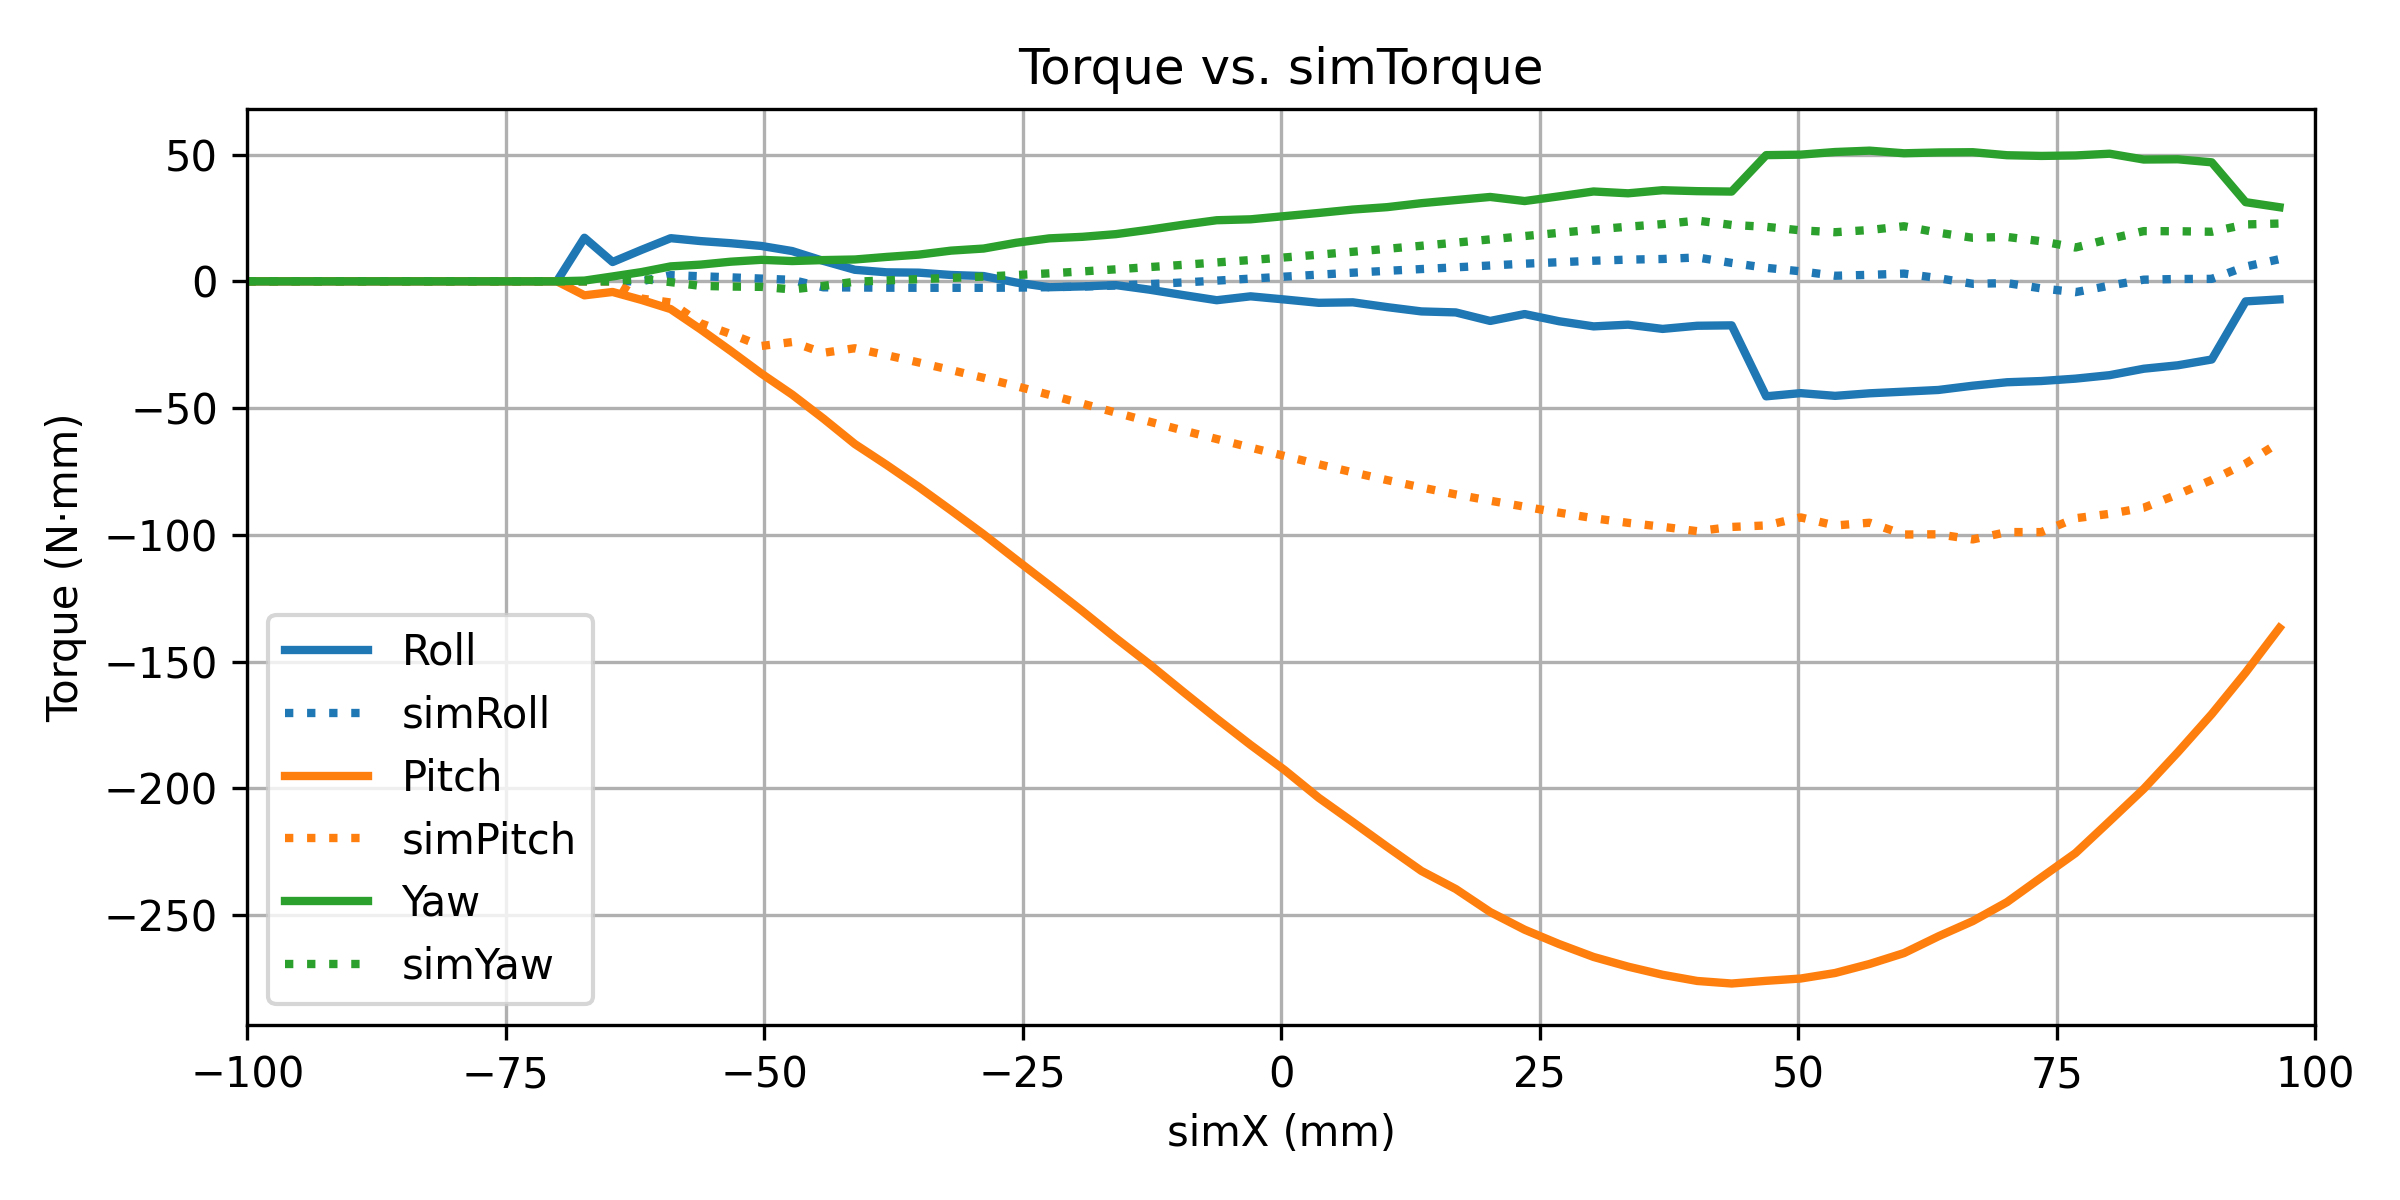 Torque vs. simTorque
50
0
−50
−100
−150
−200
−250
Torque (N·mm)
Roll
simRoll
Pitch
simPitch
Yaw
simYaw
−100 −75 −50 −25 0 25 50 75 100
simX (mm)